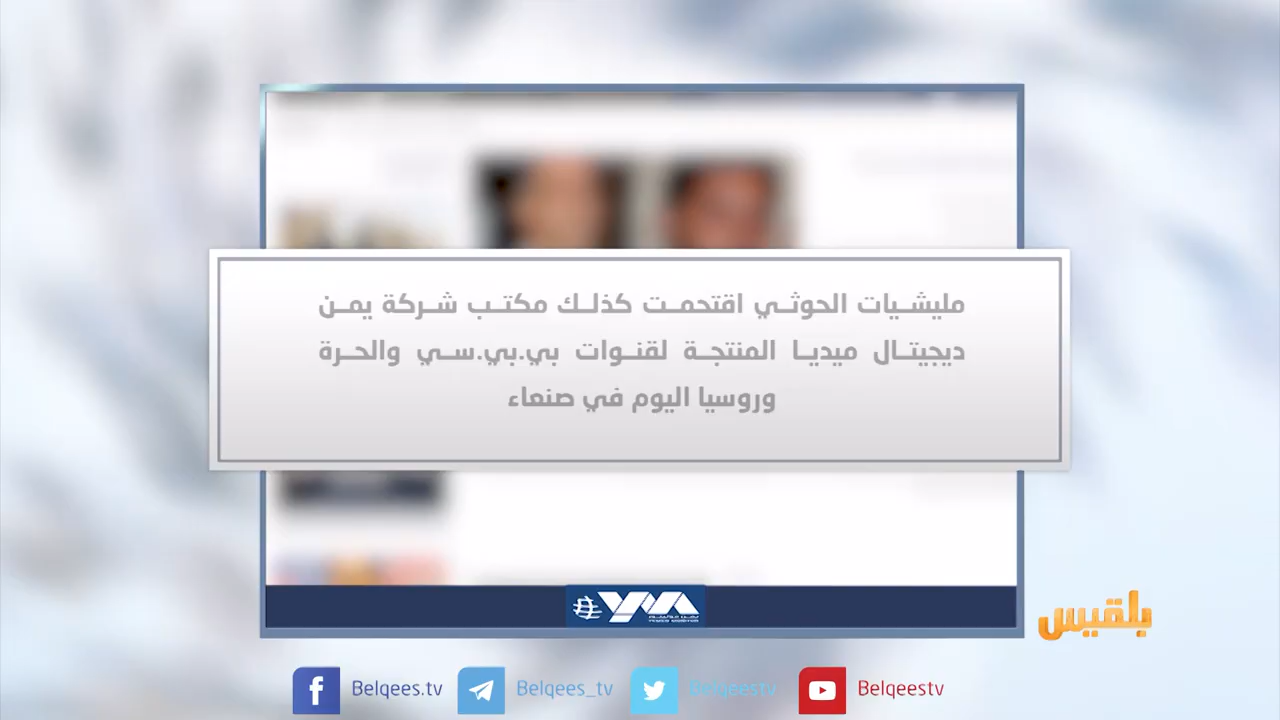 مليشيات الحوثي اقتحمت كذلك مكتب شركة يمن
ديجيتال ميديا المنتجة لقنوات بي.بي.سي والحرة
وروسيا اليوم في صنعاء
بلقيس
Belqees.tv
Belqees_tv
Belqeestv
Belqeestv